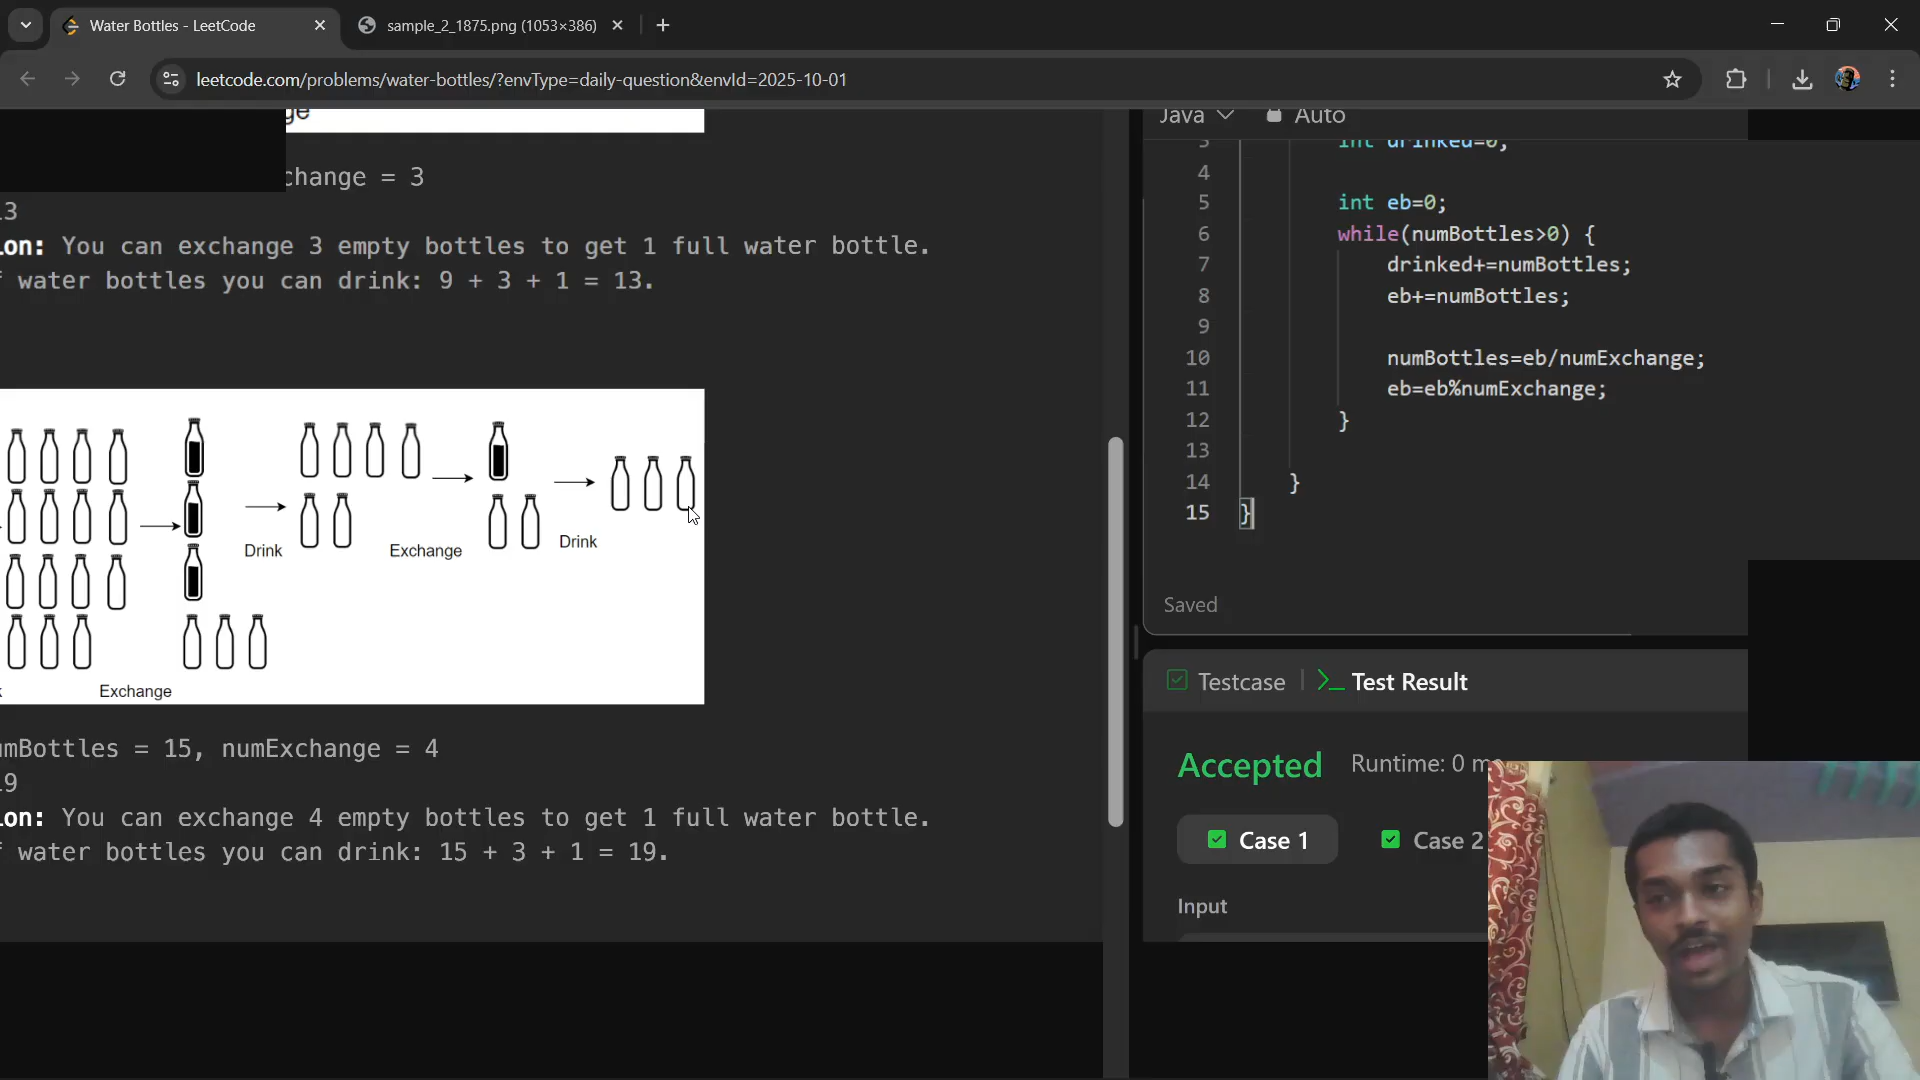 Water Bottles - LeetCode
sample_2_1875.png (1053×386)
leetcode.com/problems/water-bottles/?envType=daily-question&envId=2025-10-01
ge
change = 3
13
on: You can exchange 3 empty bottles to get 1 full water bottle.
water bottles you can drink: 9 + 3 + 1 = 13.
Drink
Exchange
Drink
Exchange
mBottles = 15, numExchange = 4
19
on: You can exchange 4 empty bottles to get 1 full water bottle.
water bottles you can drink: 15 + 3 + 1 = 19.
Java
Auto
3 int drinked=0;
4
5 int eb=0;
6 while(numBottles>0) {
7 drinked+=numBottles;
8 eb+=numBottles;
9
10 numBottles=eb/numExchange;
11 eb=eb%numExchange;
12 }
13
14 }
15 }
Saved
Testcase
Test Result
Accepted
Runtime: 0 m
Case 1
Case 2
Input